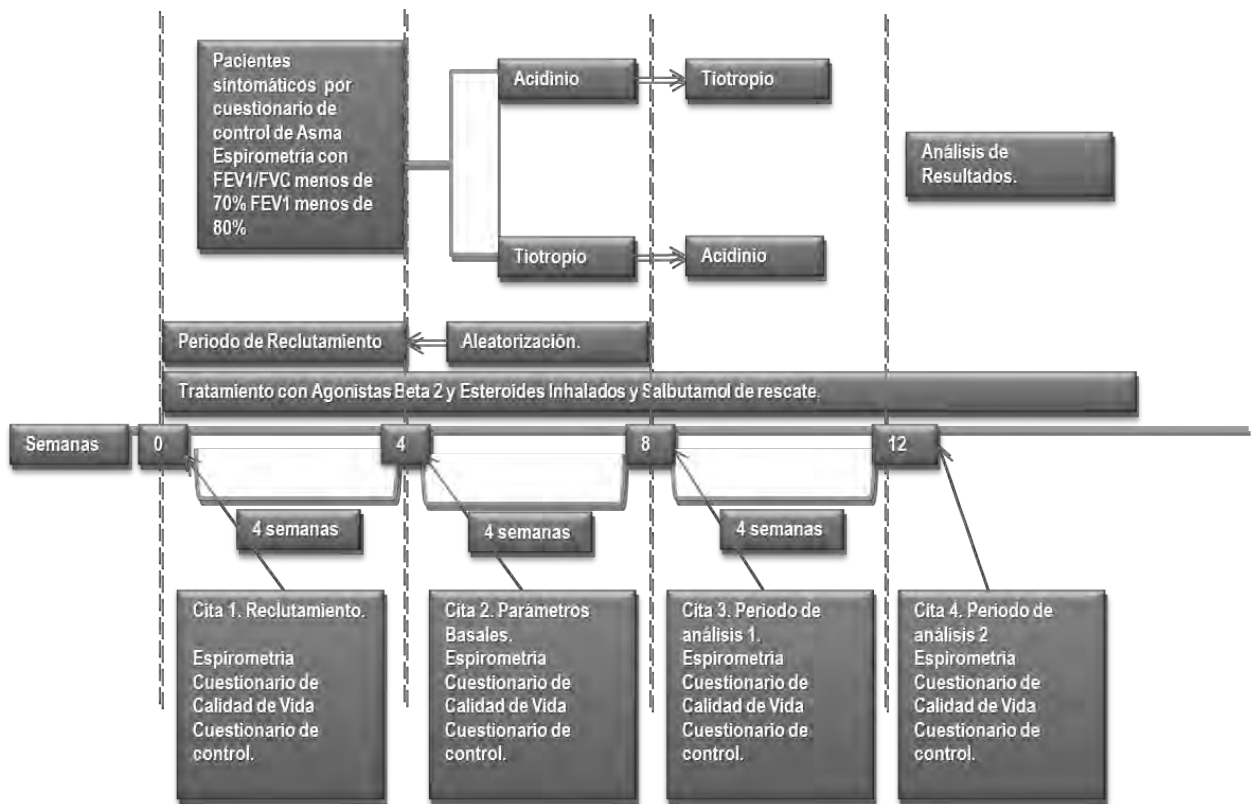 Pacientes
sintomáticos por
cuestionario de
control de Asma
Espirometría con
FEV1/FVC menos de
70% FEV1 menos de
80%
Acidinio
Tiotropio
Tiotropio
Acidinio
Análisis de
Resultados.
Periodo de Reclutamiento
Aleatorización.
Tratamiento con Agonistas Beta 2 y Esteroides Inhalados y Salbutamol de rescate.
Semanas
0
4
8
12
4 semanas
4 semanas
4 semanas
Cita 1. Reclutamiento.
Espirometria
Cuestionario de
Calidad de Vida
Cuestionario de
control.
Cita 2. Parámetros
Basales.
Espirometria
Cuestionario de
Calidad de Vida
Cuestionario de
control.
Cita 3. Periodo de
análisis 1.
Espirometria
Cuestionario de
Calidad de Vida
Cuestionario de
control.
Cita 4. Periodo de
análisis 2
Espirometria
Cuestionario de
Calidad de Vida
Cuestionario de
control.